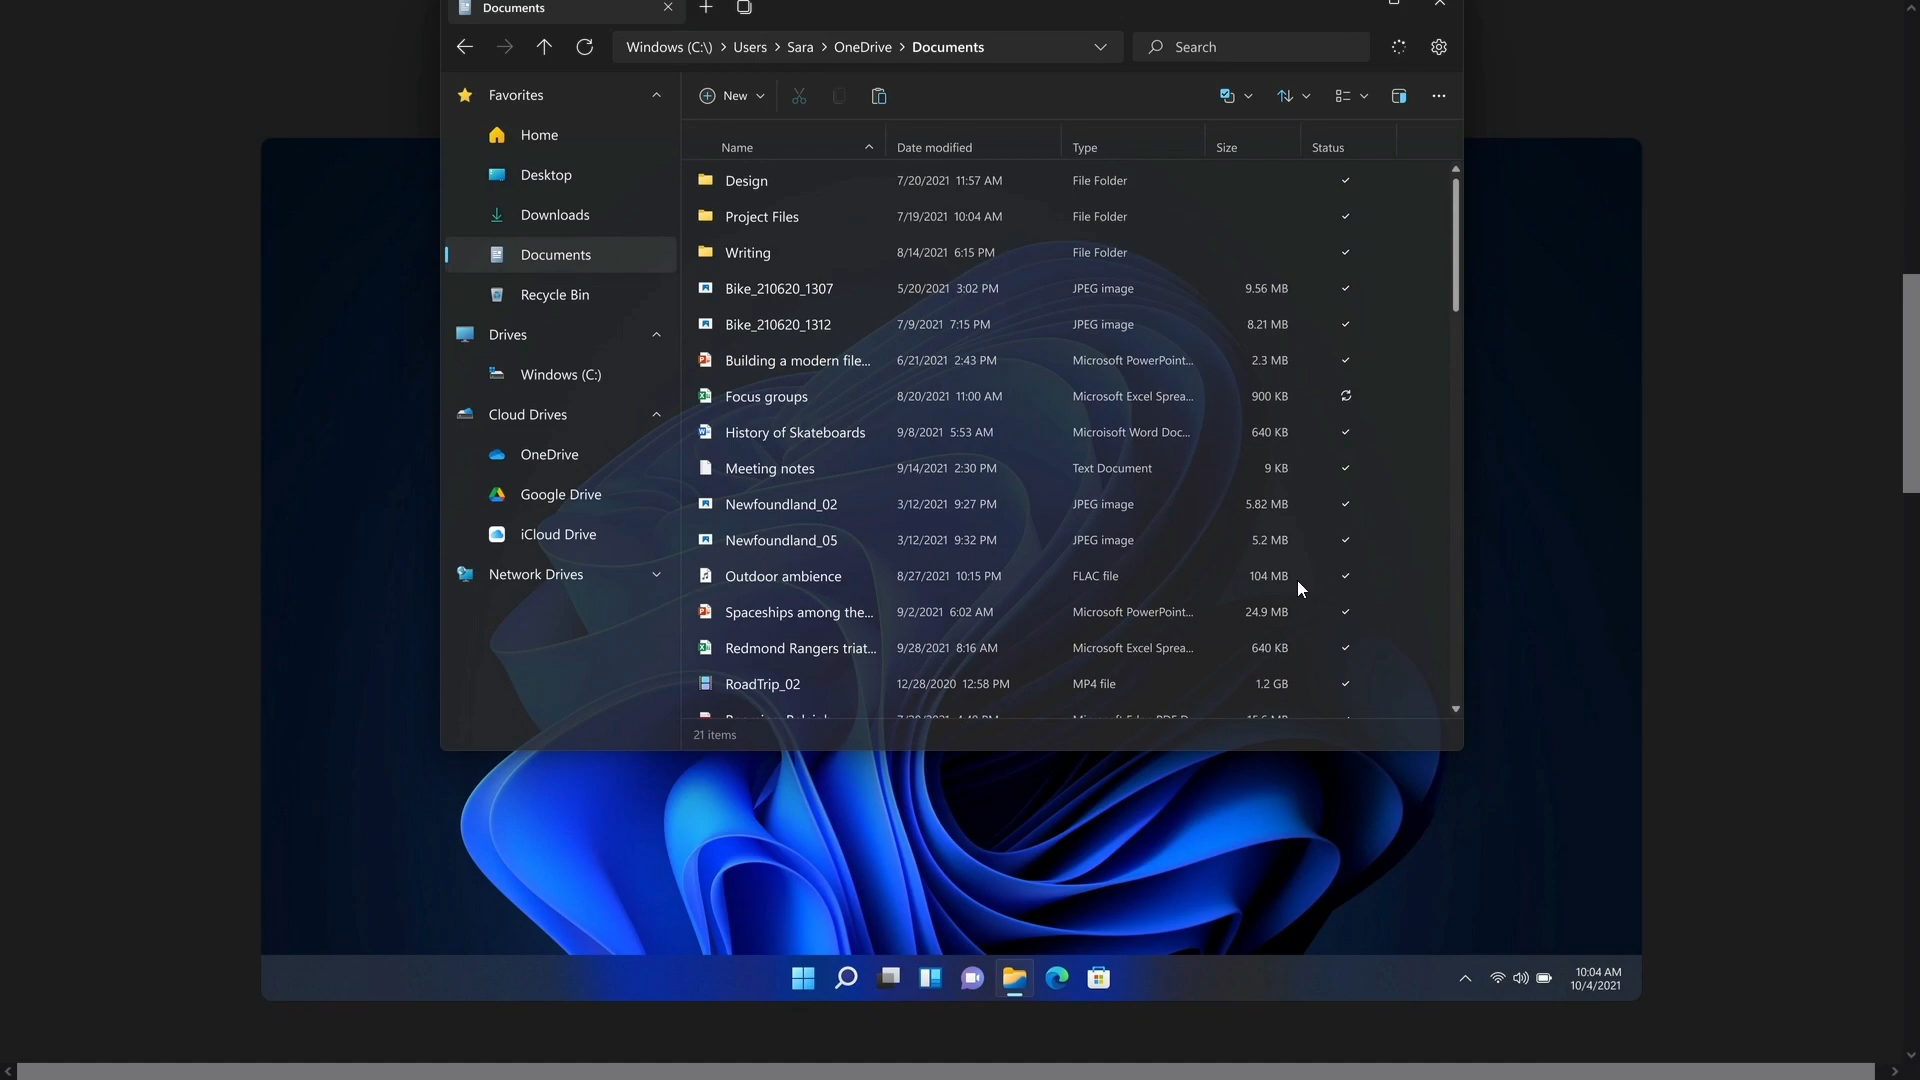 Documents
Windows (C:\) > Users > Sara > OneDrive > Documents
Search
Favorites
Home
Desktop
Downloads
Documents
Recycle Bin
Drives
Windows (C:)
Cloud Drives
OneDrive
Google Drive
iCloud Drive
Network Drives
New
Name Date modified Type Size Status
Design 7/20/2021 11:57 AM File Folder
Project Files 7/19/2021 10:04 AM File Folder
Writing 8/14/2021 6:15 PM File Folder
Bike_210620_1307 5/20/2021 3:02 PM JPEG image 9.56 MB
Bike_210620_1312 7/9/2021 7:15 PM JPEG image 8.21 MB
Building a modern file... 6/21/2021 2:43 PM Microsoft PowerPoint... 2.3 MB
Focus groups 8/20/2021 11:00 AM Microsoft Excel Sprea... 900 KB
History of Skateboards 9/8/2021 5:53 AM Microisoft Word Doc... 640 KB
Meeting notes 9/14/2021 2:30 PM Text Document 9 KB
Newfoundland_02 3/12/2021 9:27 PM JPEG image 5.82 MB
Newfoundland_05 3/12/2021 9:32 PM JPEG image 5.2 MB
Outdoor ambience 8/27/2021 10:15 PM FLAC file 104 MB
Spaceships among the... 9/2/2021 6:02 AM Microsoft PowerPoint... 24.9 MB
Redmond Rangers triat... 9/28/2021 8:16 AM Microsoft Excel Sprea... 640 KB
RoadTrip_02 12/28/2020 12:58 PM MP4 file 1.2 GB
21 items
10:04 AM
10/4/2021